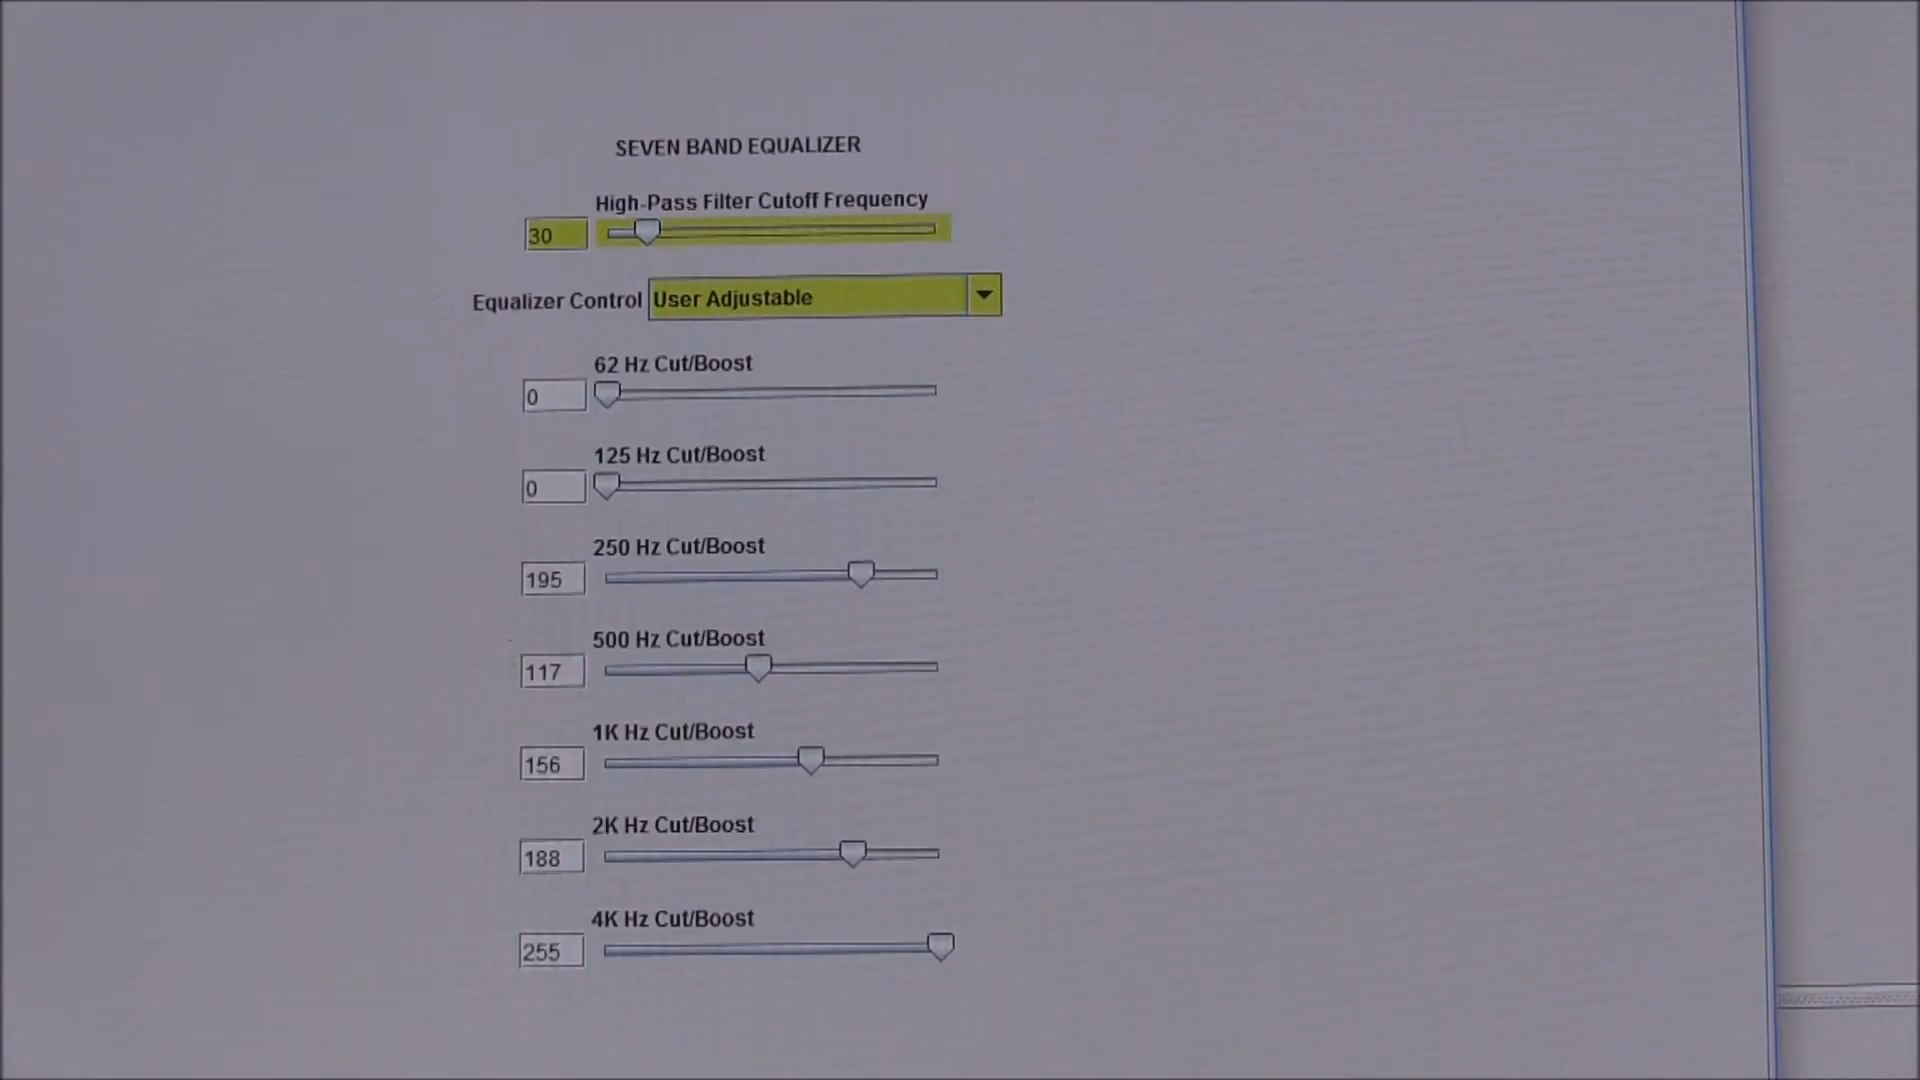 SEVEN BAND EQUALIZER
High-Pass Filter Cutoff Frequency
30
Equalizer Control User Adjustable
62 Hz Cut/Boost
0
125 Hz Cut/Boost
0
250 Hz Cut/Boost
195
500 Hz Cut/Boost
117
1K Hz Cut/Boost
156
2K Hz Cut/Boost
188
4K Hz Cut/Boost
255